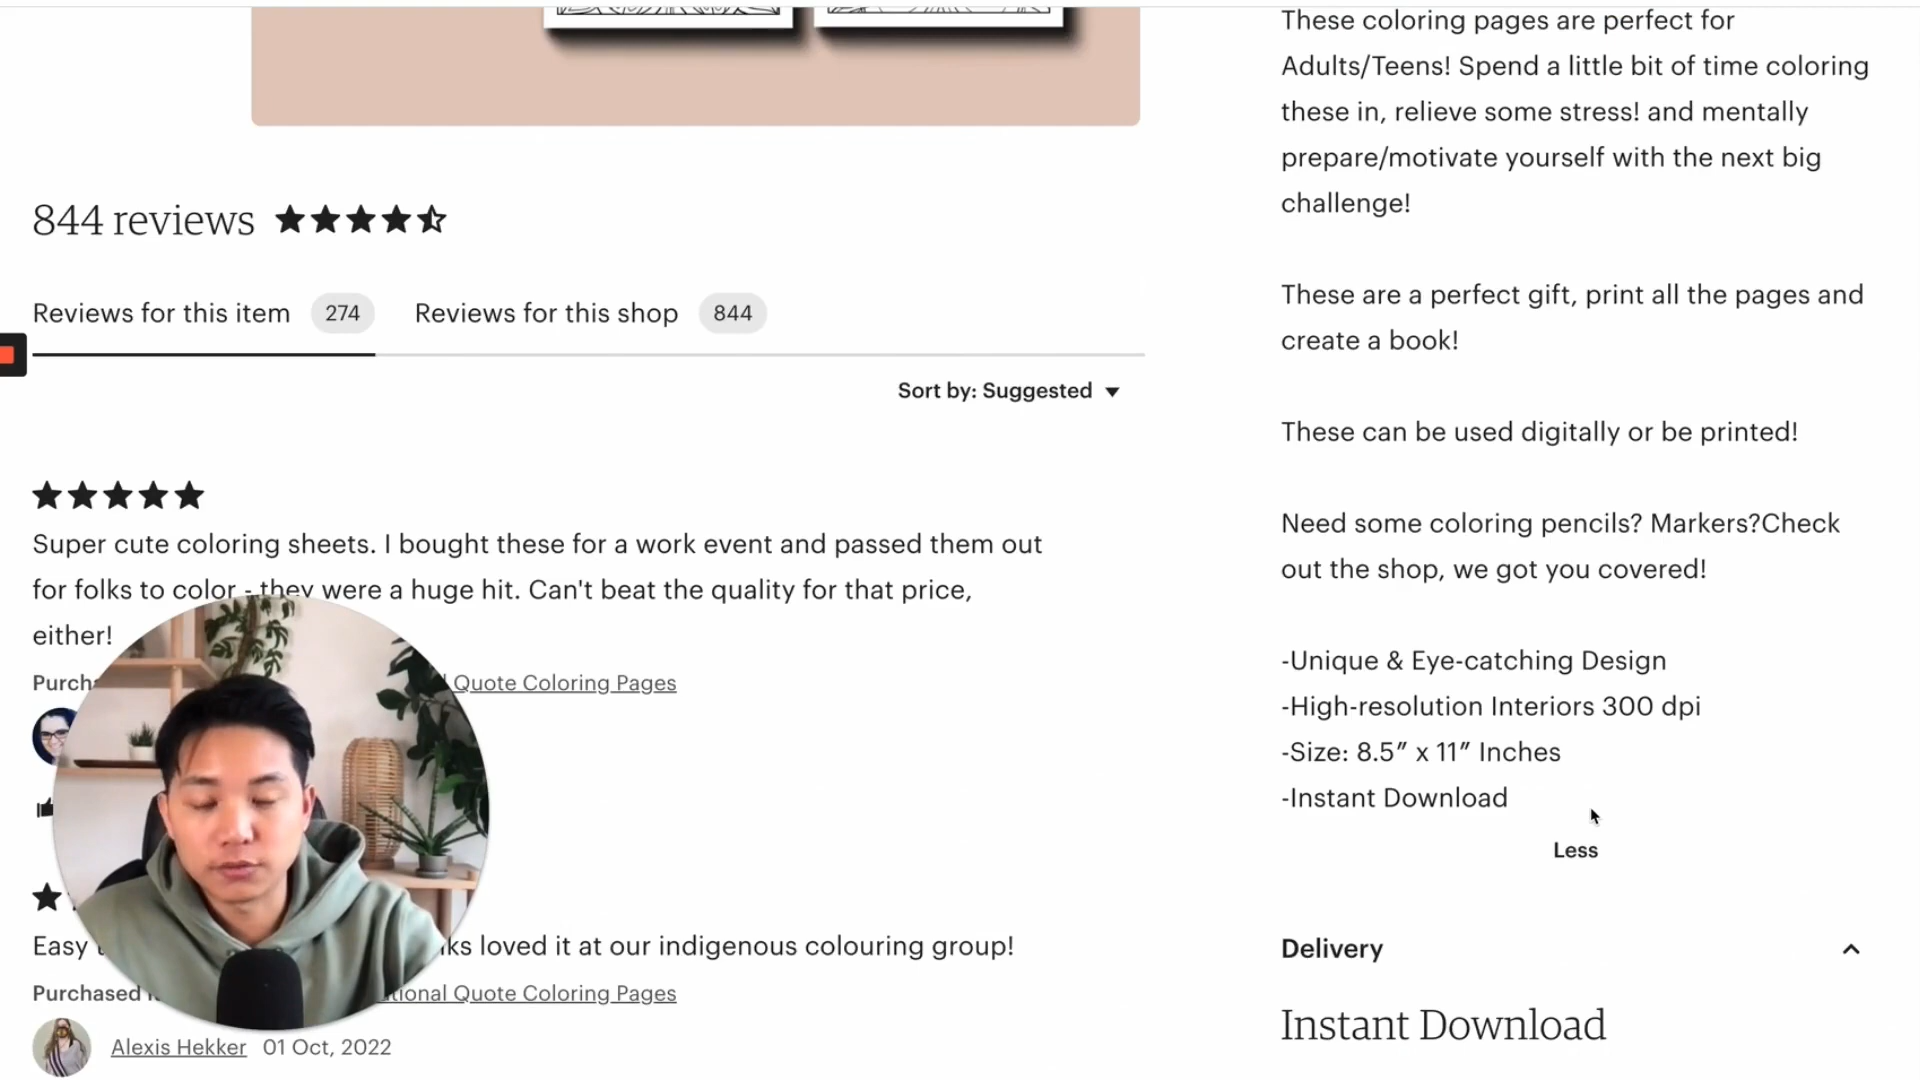 844 reviews
Reviews for this item 274 Reviews for this shop 844
Sort by: Suggested
Super cute coloring sheets. I bought these for a work event and passed them out
for folks to color - they were a huge hit. Can't beat the quality for that price,
either!
Quote Coloring Pages
Easy loved it at our indigenous colouring group!
Purchased Quote Coloring Pages
Alexis Hekker 01 Oct, 2022
These coloring pages are perfect for
Adults/Teens! Spend a little bit of time coloring
these in, relieve some stress! and mentally
prepare/motivate yourself with the next big
challenge!
These are a perfect gift, print all the pages and
create a book!
These can be used digitally or be printed!
Need some coloring pencils? Markers?Check
out the shop, we got you covered!
-Unique & Eye-catching Design
-High-resolution Interiors 300 dpi
-Size: 8.5” x 11” Inches
-Instant Download
Less
Delivery
Instant Download